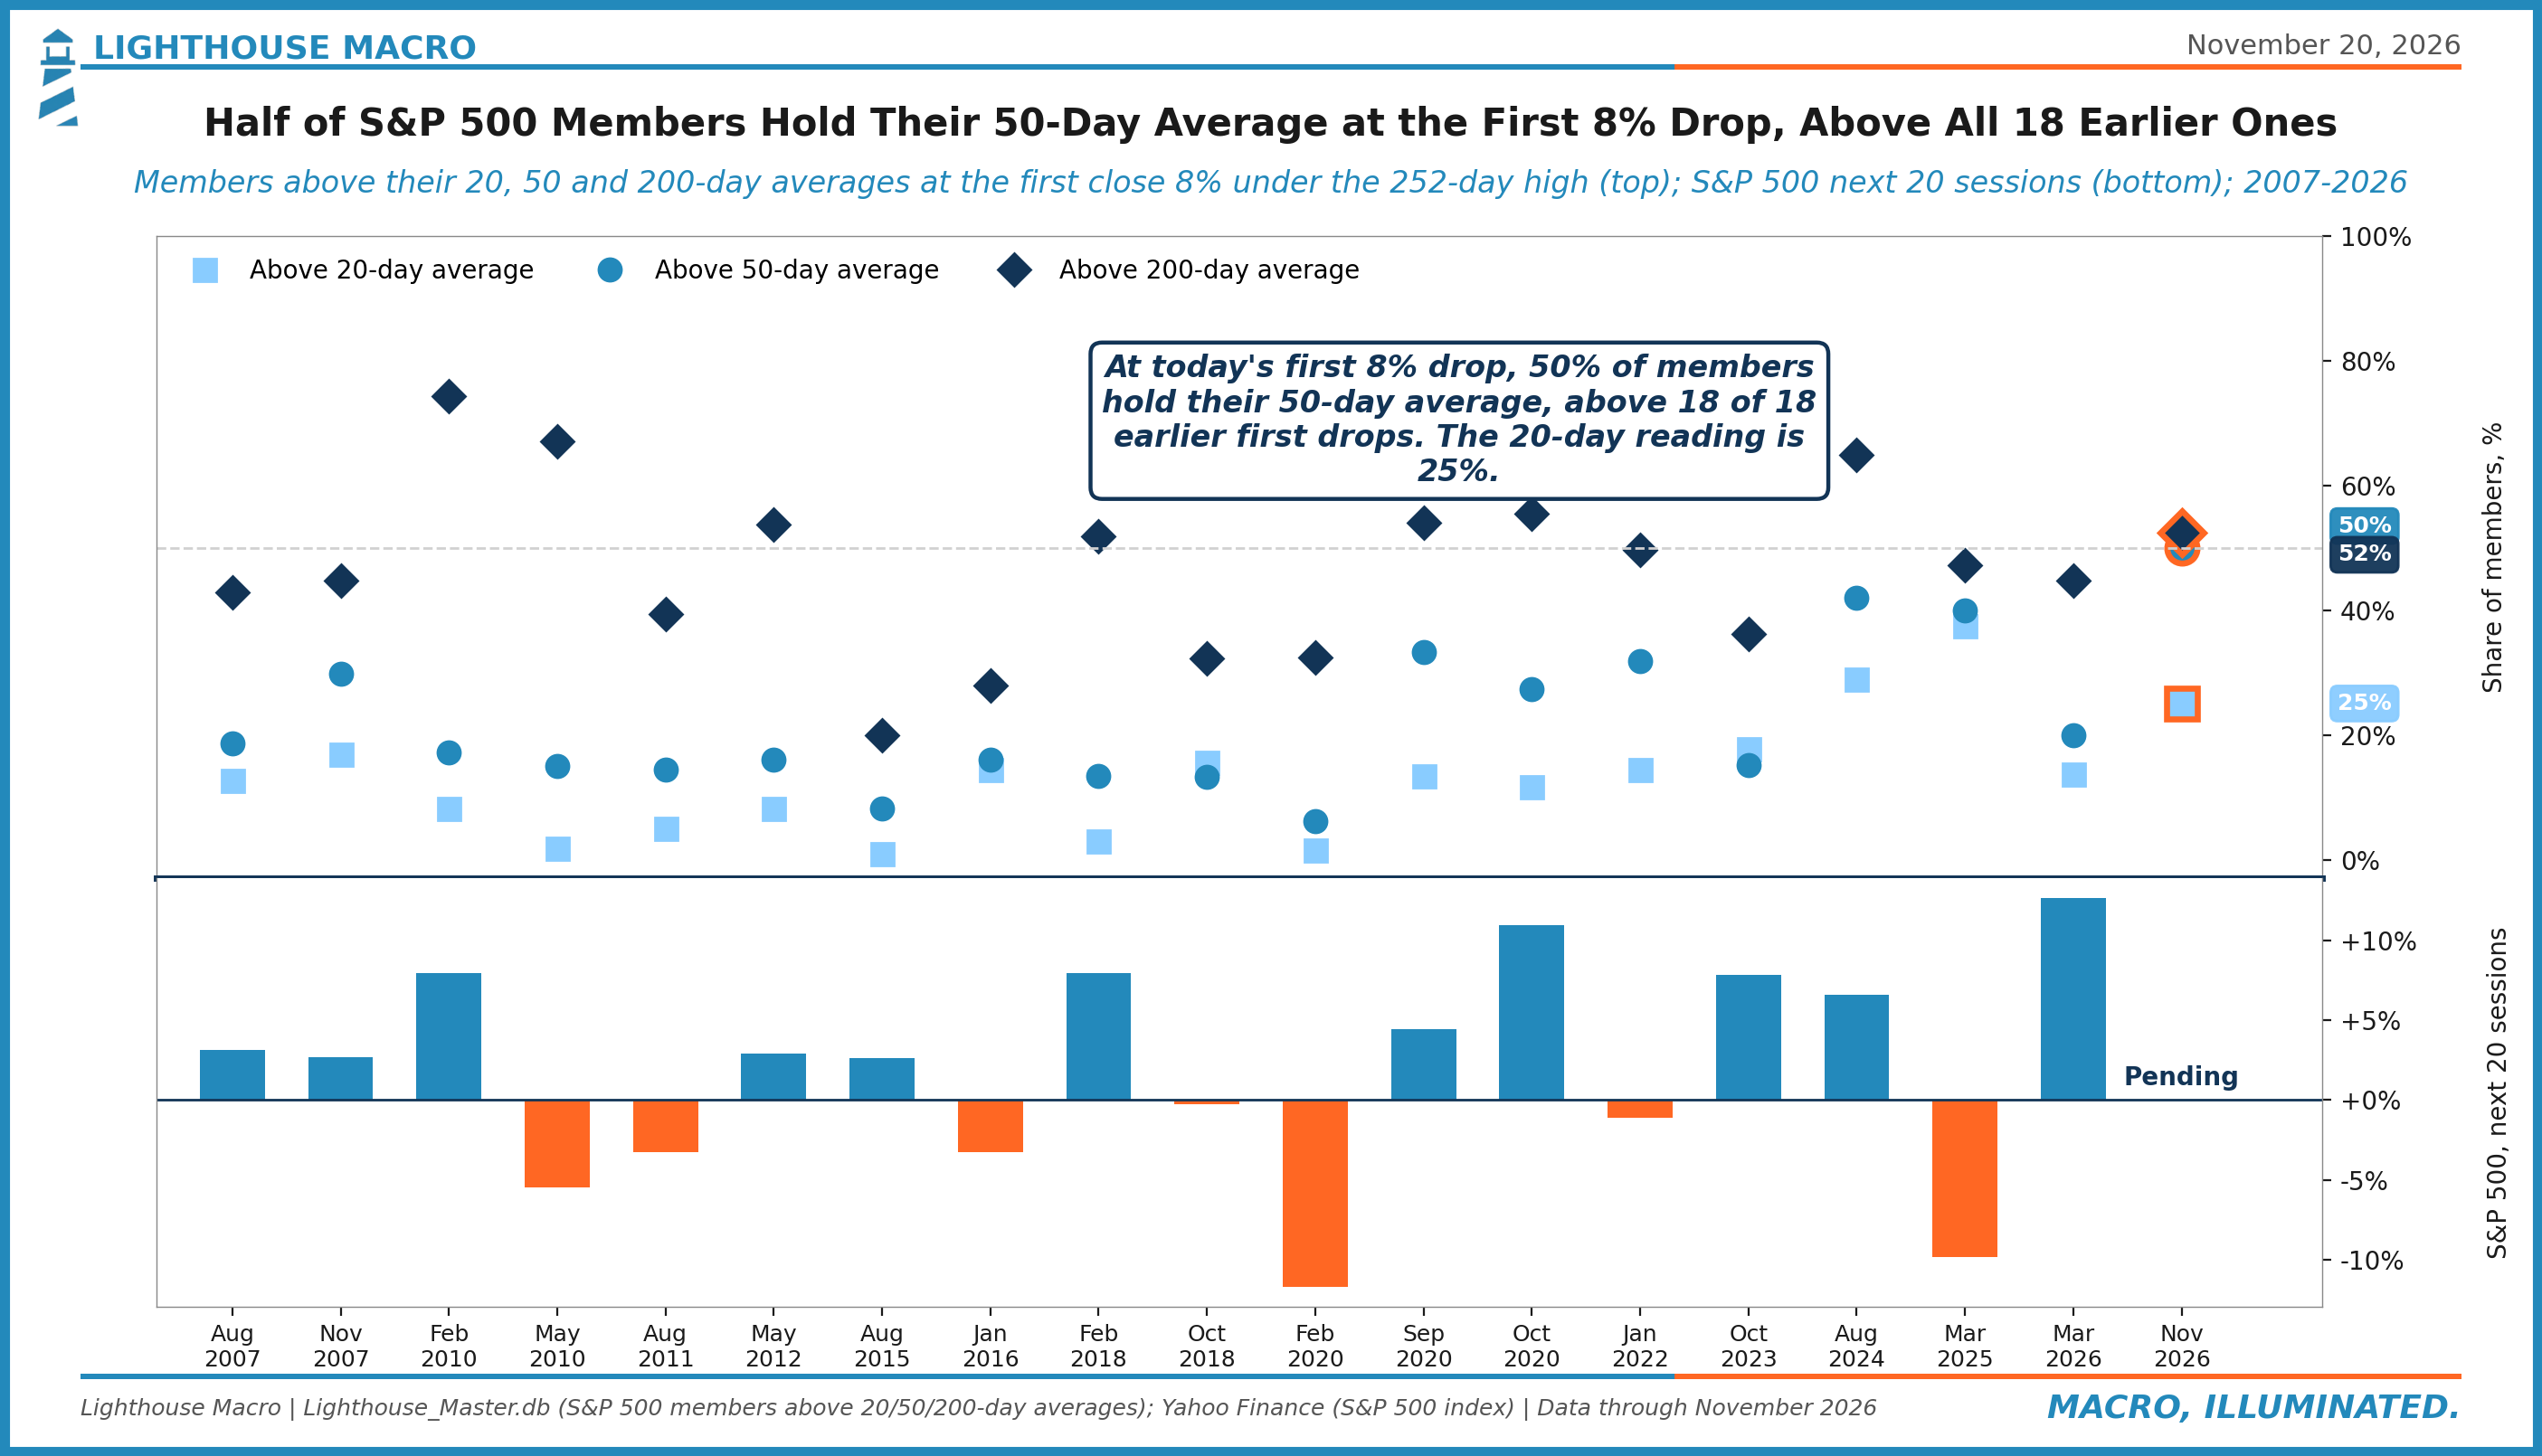 LIGHTHOUSE MACRO
November 20, 2026
Half of S&P 500 Members Hold Their 50-Day Average at the First 8% Drop, Above All 18 Earlier Ones
Members above their 20, 50 and 200-day averages at the first close 8% under the 252-day high (top); S&P 500 next 20 sessions (bottom); 2007-2026
Above 20-day average
Above 50-day average
Above 200-day average
At today's first 8% drop, 50% of members
hold their 50-day average, above 18 of 18
earlier first drops. The 20-day reading is
25%.
100%
80%
60%
40%
20%
0%
50%
52%
25%
Share of members, %
+10%
+5%
+0%
-5%
-10%
S&P 500, next 20 sessions
Pending
Aug 2007
Nov 2007
Feb 2010
May 2010
Aug 2011
May 2012
Aug 2015
Jan 2016
Feb 2018
Oct 2018
Feb 2020
Sep 2020
Oct 2020
Jan 2022
Oct 2023
Aug 2024
Mar 2025
Mar 2026
Nov 2026
Lighthouse Macro | Lighthouse_Master.db (S&P 500 members above 20/50/200-day averages); Yahoo Finance (S&P 500 index) | Data through November 2026
MACRO, ILLUMINATED.